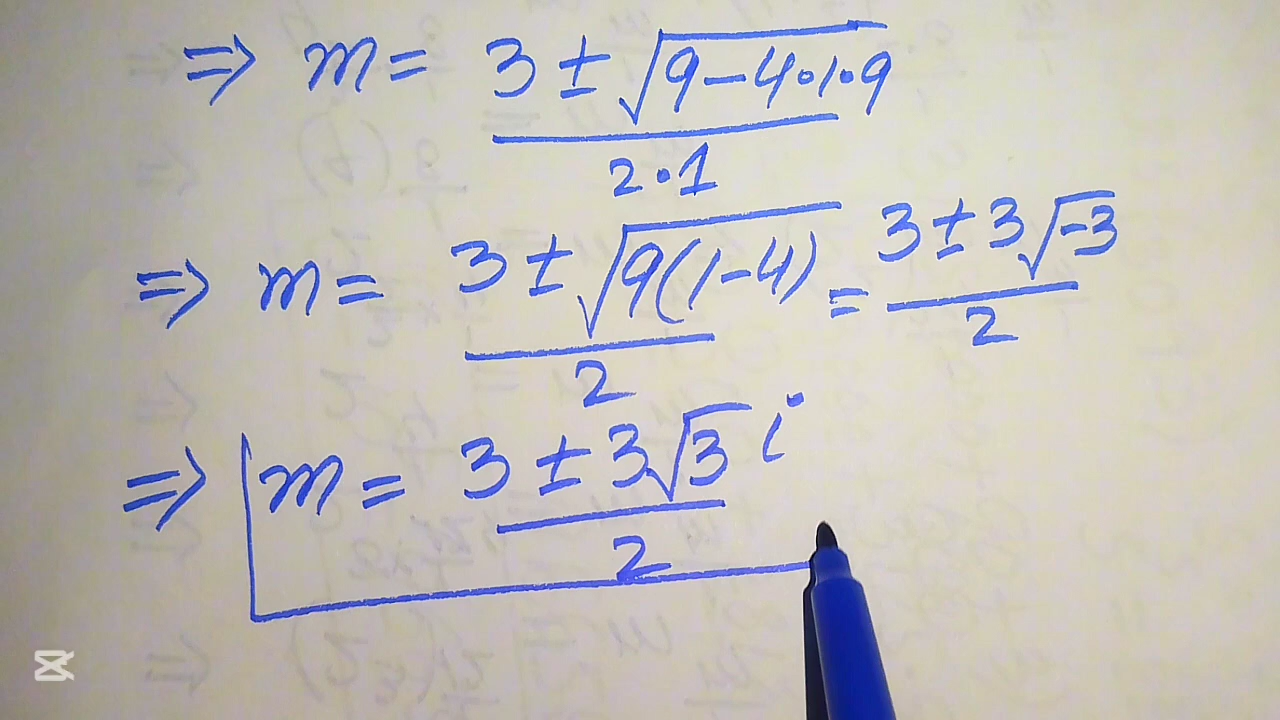 ⇒ m = (3 ± √(9−4·1·9))/(2·1)
⇒ m = (3 ± √(9(1−4)))/2 = (3 ± 3√-3)/2
⇒ m = (3 ± 3√3 i)/2